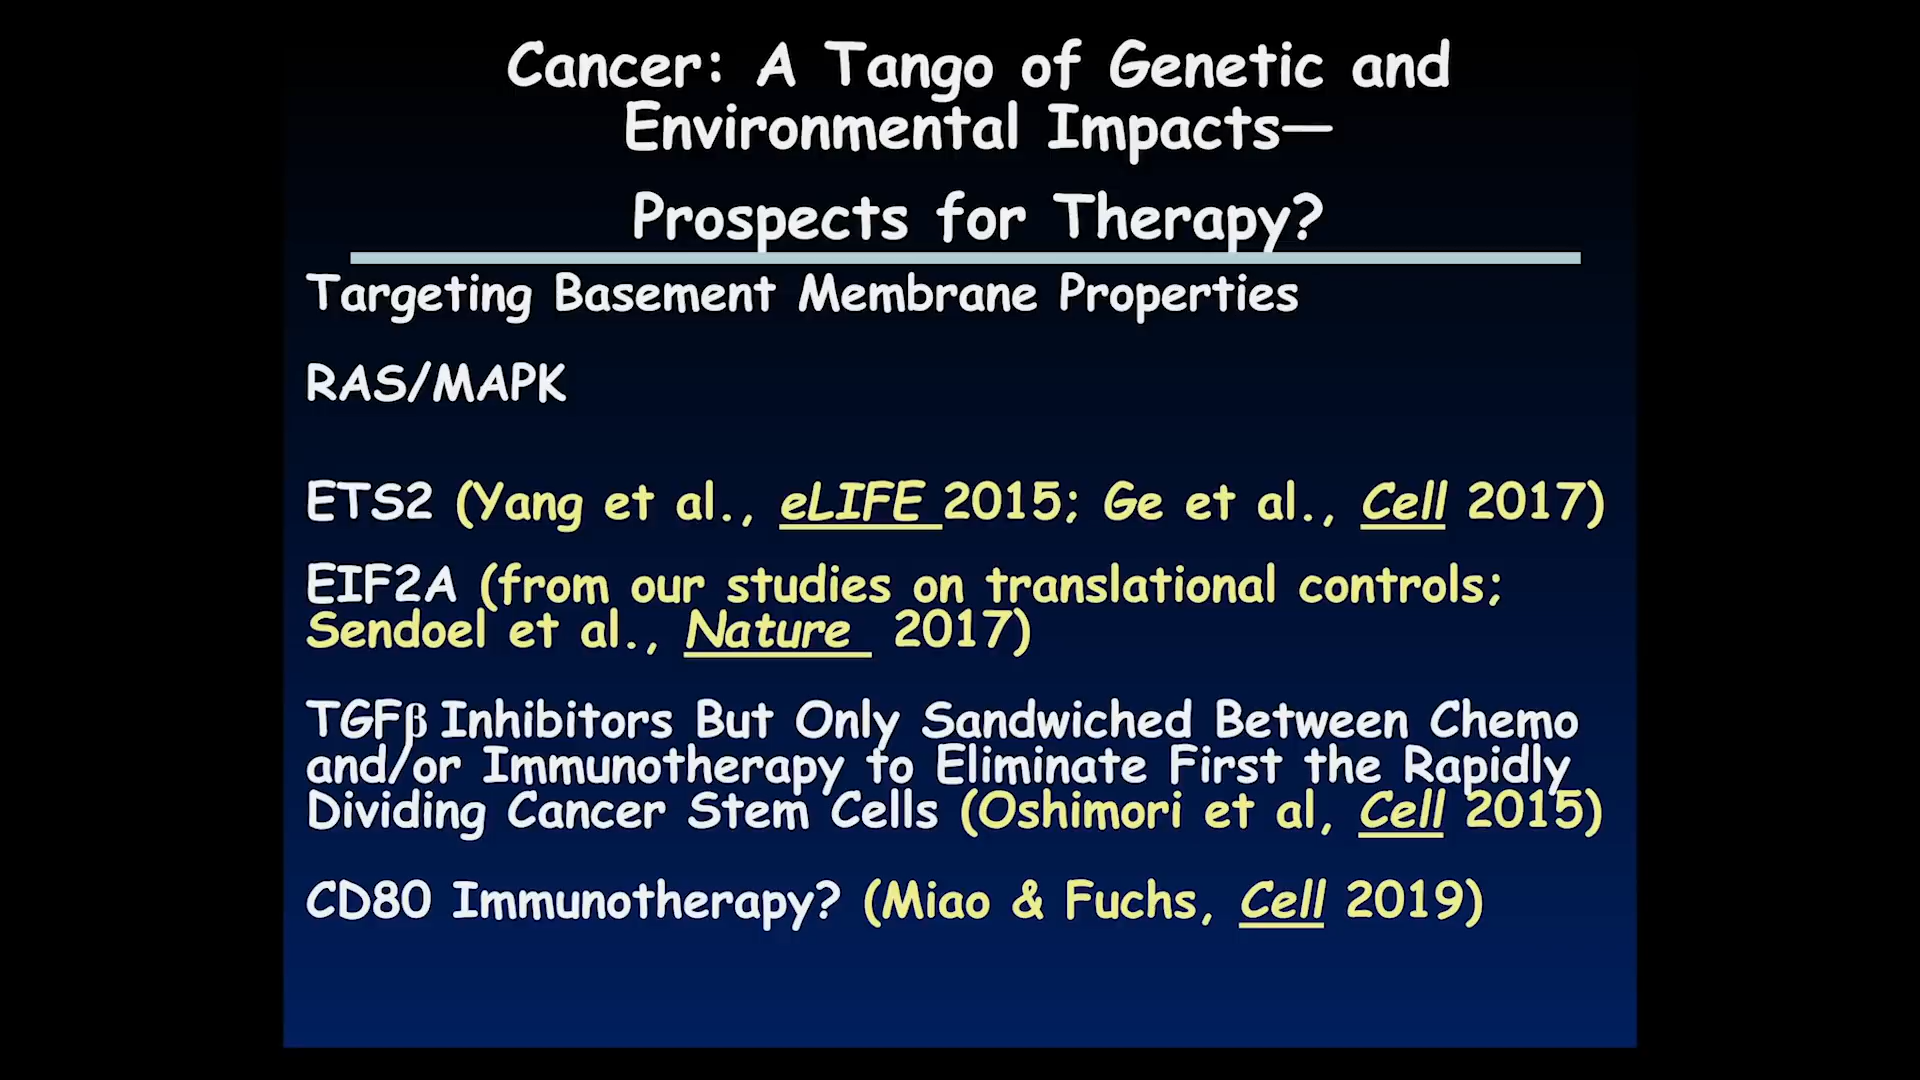 Cancer: A Tango of Genetic and
Environmental Impacts—
Prospects for Therapy?
Targeting Basement Membrane Properties
RAS/MAPK
ETS2 (Yang et al., eLIFE 2015; Ge et al., Cell 2017)
EIF2A (from our studies on translational controls;
Sendoel et al., Nature 2017)
TGFβ Inhibitors But Only Sandwiched Between Chemo
and/or Immunotherapy to Eliminate First the Rapidly
Dividing Cancer Stem Cells (Oshimori et al, Cell 2015)
CD80 Immunotherapy? (Miao & Fuchs, Cell 2019)